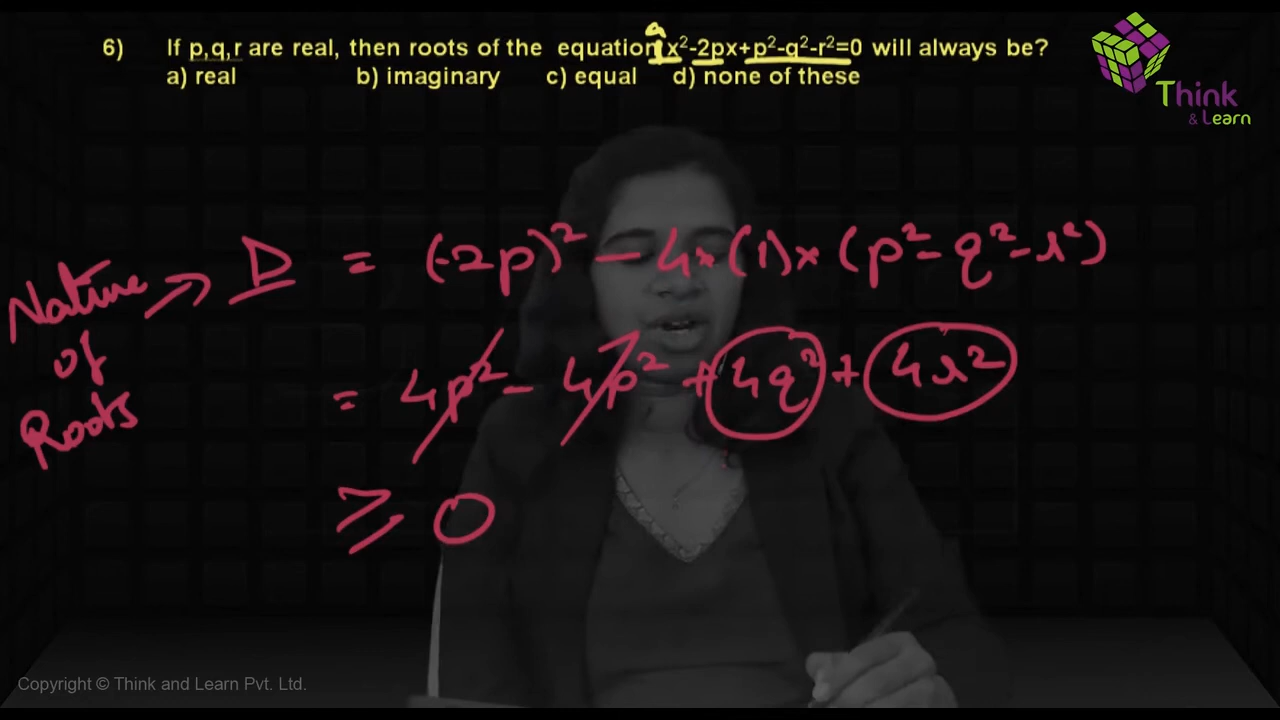 6) If p,q,r are real, then roots of the equation x²-2px+p²-q²-r²=0 will always be?
a) real b) imaginary c) equal d) none of these
Think
& Learn
Nature of Roots → D = (-2p)² - 4×(1)×(p²-q²-r²)
= 4p² - 4p² + 4q² + 4r²
≥ 0
Copyright © Think and Learn Pvt. Ltd.